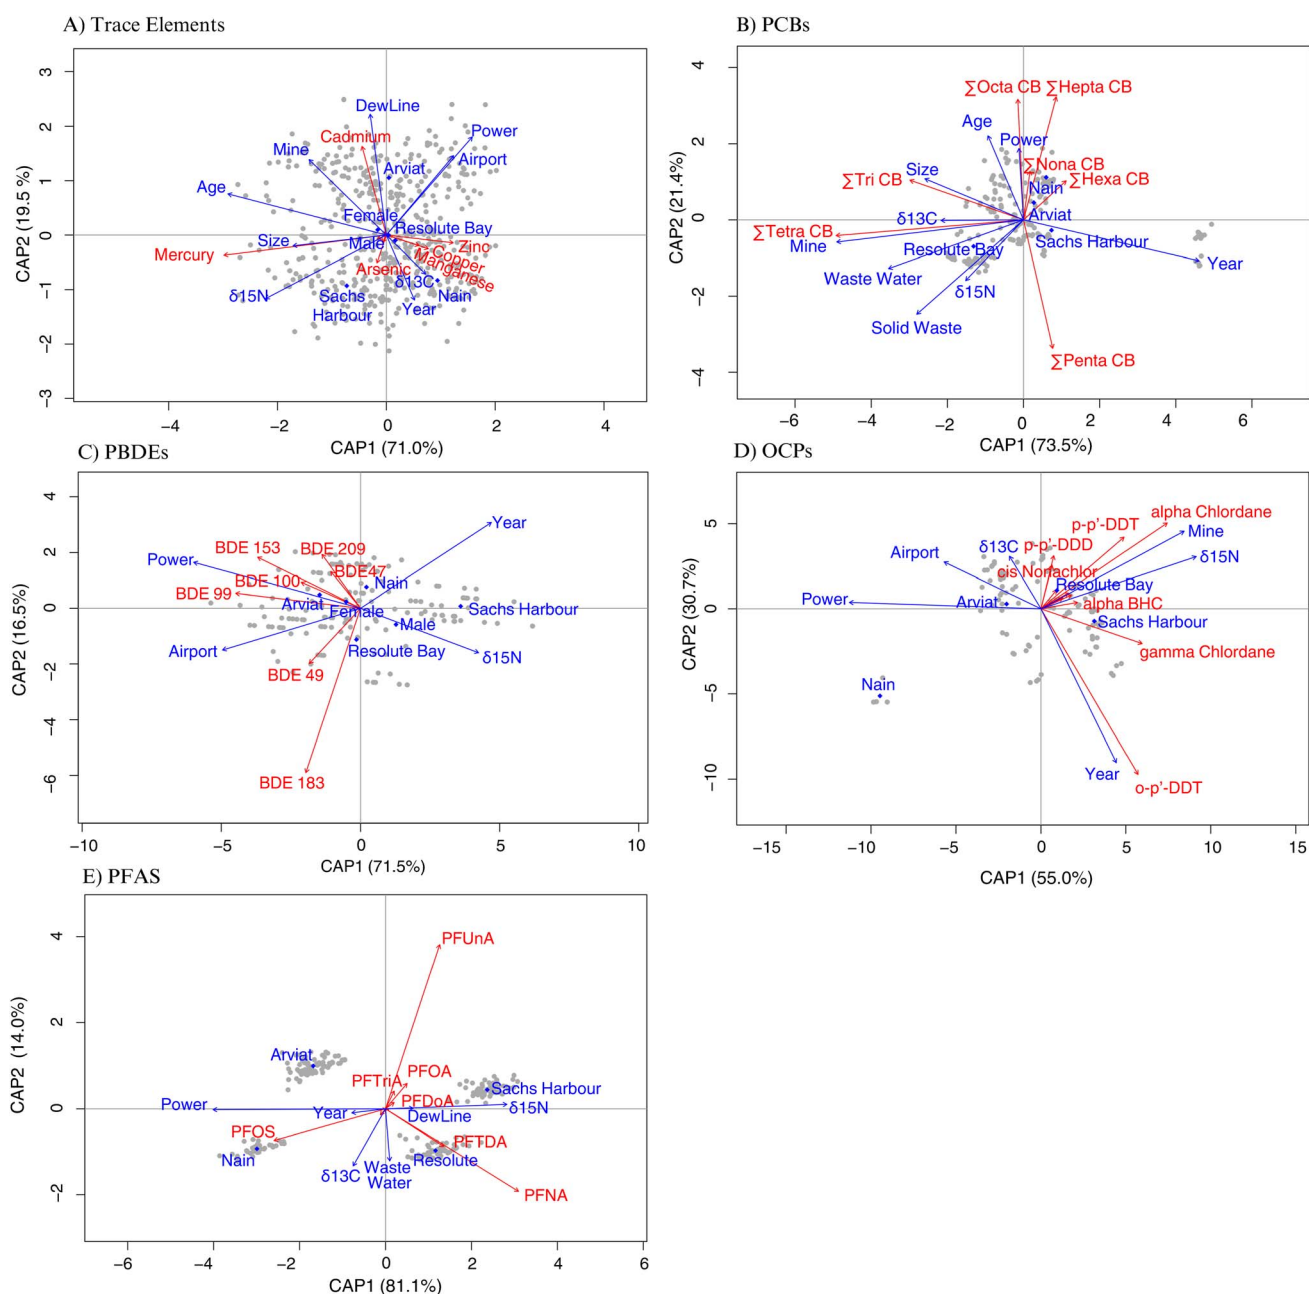 A) Trace Elements
3
2
1
0
−1
−2
−3
CAP2 (19.5 %)
DewLine
Power
Cadmium
Mine
Airport
Arviat
Age
Female
Resolute Bay
Size
Male
Zinc
Mercury
Copper
Arsenic
Manganese
δ13C
δ15N
Sachs
Harbour
Nain
Year
−4
−2
0
2
4
CAP1 (71.0%)
B) PCBs
4
2
0
−2
−4
CAP2 (21.4%)
∑Octa CB
∑Hepta CB
Age
Power
Size
∑Nona CB
∑Tri CB
Nain
∑Hexa CB
δ13C
Arviat
∑Tetra CB
Mine
Resolute Bay
Sachs Harbour
Waste Water
δ15N
Year
Solid Waste
∑Penta CB
−6
−4
−2
0
2
4
6
CAP1 (73.5%)
C) PBDEs
4
2
0
−2
−4
−6
CAP2 (16.5%)
Year
BDE 153
BDE 209
Power
BDE47
BDE 100
Nain
BDE 99
Arviat
Female
Sachs Harbour
Male
Airport
Resolute Bay
δ15N
BDE 49
BDE 183
−10
−5
0
5
10
CAP1 (71.5%)
D) OCPs
5
0
−5
−10
CAP2 (30.7%)
alpha Chlordane
p-p'-DDT
Mine
Airport
δ13C
p-p'-DDD
δ15N
cis Nonachlor
Resolute Bay
Power
Arviat
alpha BHC
Sachs Harbour
gamma Chlordane
Nain
Year
o-p'-DDT
−15
−10
−5
0
5
10
15
CAP1 (55.0%)
E) PFAS
4
2
0
−2
CAP2 (14.0%)
PFUnA
Arviat
PFOA
PFTriA
Sachs Harbour
Power
PFDoA
δ15N
Year
DewLine
PFOS
PFTDA
Nain
δ13C
Waste
Water
Resolute
PFNA
−6
−4
−2
0
2
4
6
CAP1 (81.1%)